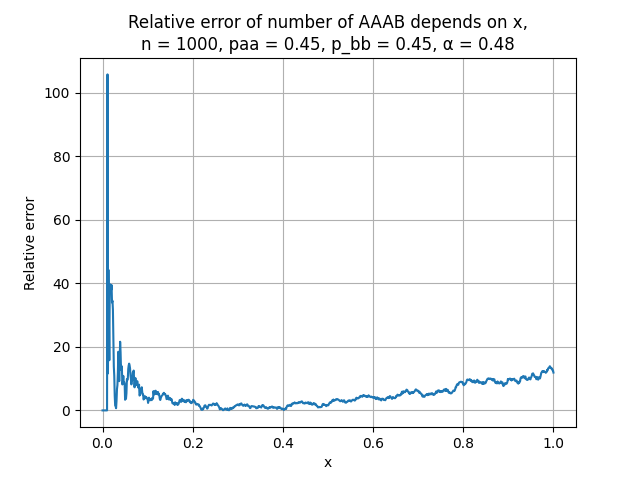 Relative error of number of AAAB depends on x,
n = 1000, paa = 0.45, p_bb = 0.45, α = 0.48
Relative error
100
80
60
40
20
0
0.0 0.2 0.4 0.6 0.8 1.0
x